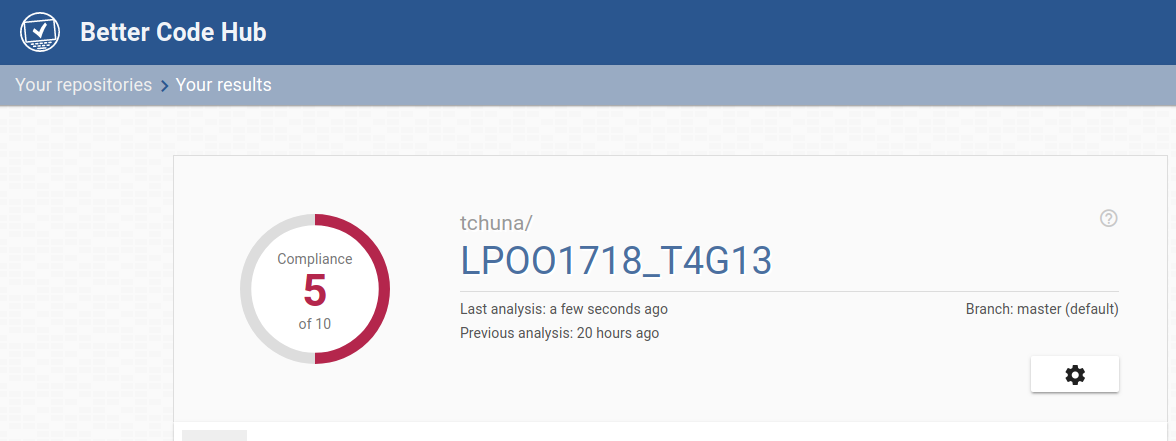 Better Code Hub
Your repositories > Your results
Compliance
5
of 10
tchuna/
LPOO1718_T4G13
Last analysis: a few seconds ago
Branch: master (default)
Previous analysis: 20 hours ago